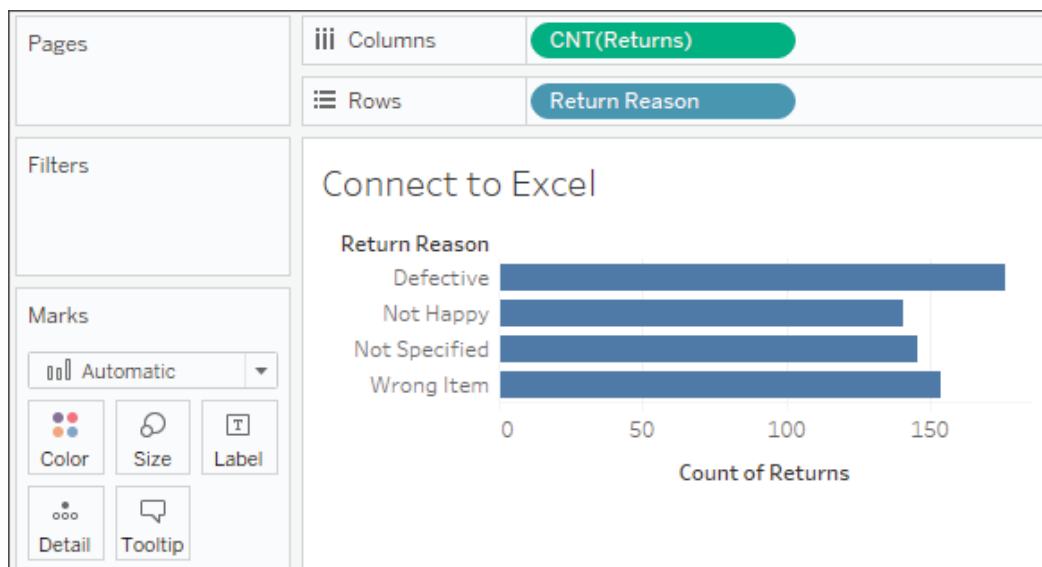 Pages
Columns
CNT(Returns)
Rows
Return Reason
Filters
Marks
Automatic
Color
Size
T
Label
Detail
Tooltip
Connect to Excel
Return Reason
Defective
Not Happy
Not Specified
Wrong Item
0 50 100 150
Count of Returns